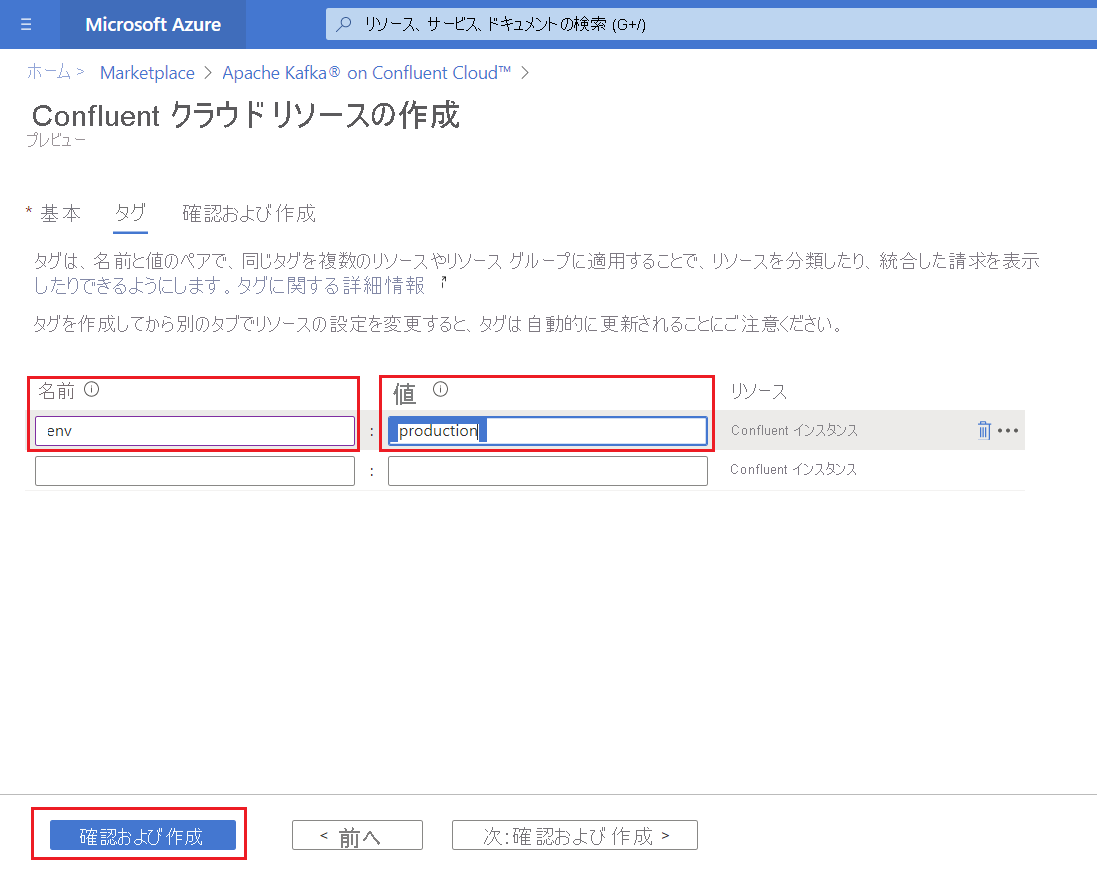 Microsoft Azure
リソース、サービス、ドキュメントの検索 (G+/)
ホーム > Marketplace > Apache Kafka® on Confluent Cloud™ >
Confluent クラウド リソースの作成
プレビュー
* 基本 タグ 確認および作成
タグは、名前と値のペアで、同じタグを複数のリソースやリソース グループに適用することで、リソースを分類したり、統合した請求を表示
したりできるようにします。タグに関する詳細情報
タグを作成してから別のタブでリソースの設定を変更すると、タグは自動的に更新されることにご注意ください。
名前 値 リソース
env : production Confluent インスタンス
: Confluent インスタンス
確認および作成 < 前へ 次:確認および作成 >